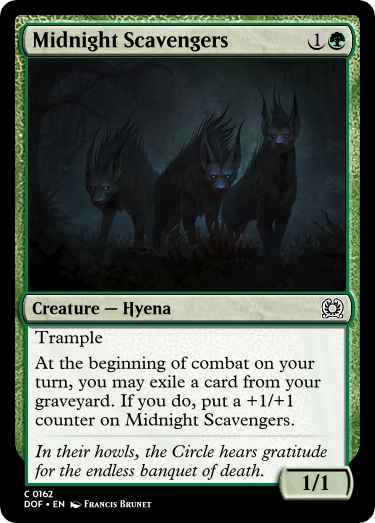 Midnight Scavengers 1
Creature — Hyena
Trample
At the beginning of combat on your
turn, you may exile a card from your
graveyard. If you do, put a +1/+1
counter on Midnight Scavengers.
In their howls, the Circle hears gratitude
for the endless banquet of death.
1/1
C 0162
DOF • EN Francis Brunet